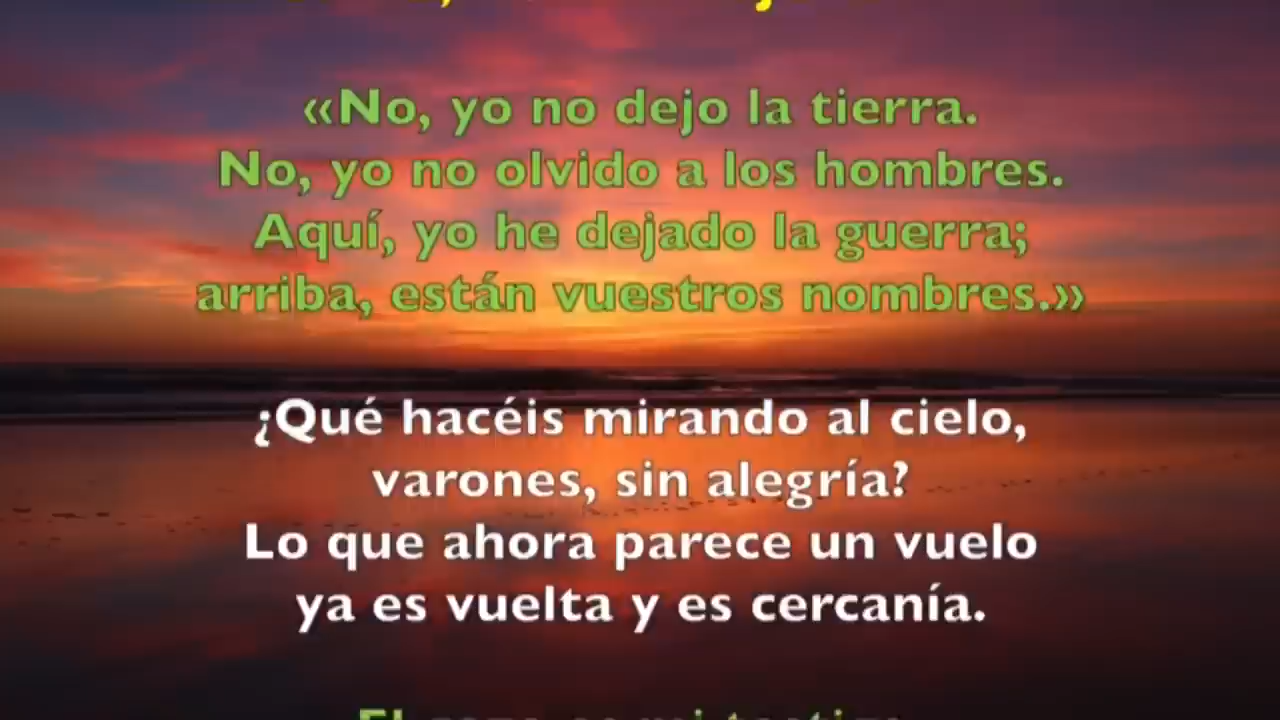 «No, yo no dejo la tierra.
No, yo no olvido a los hombres.
Aquí, yo he dejado la guerra;
arriba, están vuestros nombres.»
¿Qué hacéis mirando al cielo,
varones, sin alegría?
Lo que ahora parece un vuelo
ya es vuelta y es cercanía.